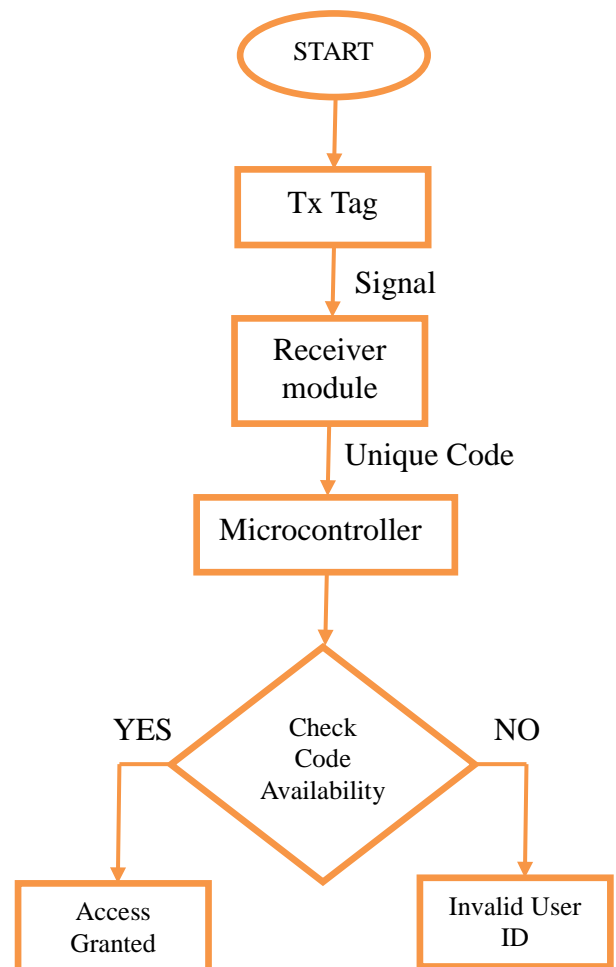 START
Tx Tag
Signal
Receiver
module
Unique Code
Microcontroller
YES
NO
Check
Code
Availability
Access
Granted
Invalid User
ID